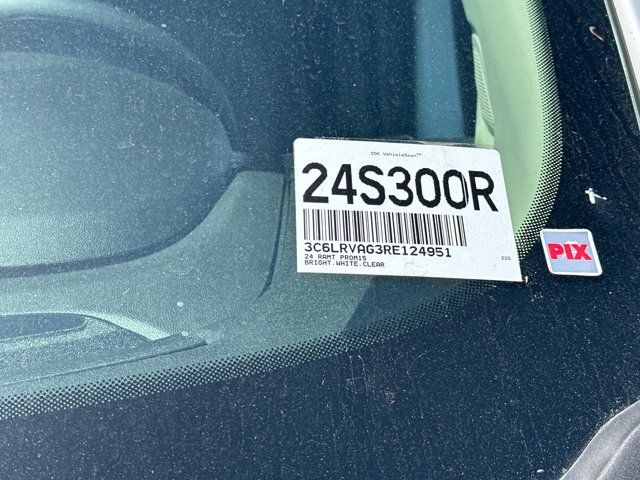 CDK VehicleScan™
24S300R
3C6LRVAG3RE124951
24 RAMT PROM15
BRIGHT.WHITE.CLEAR
D25
PIX